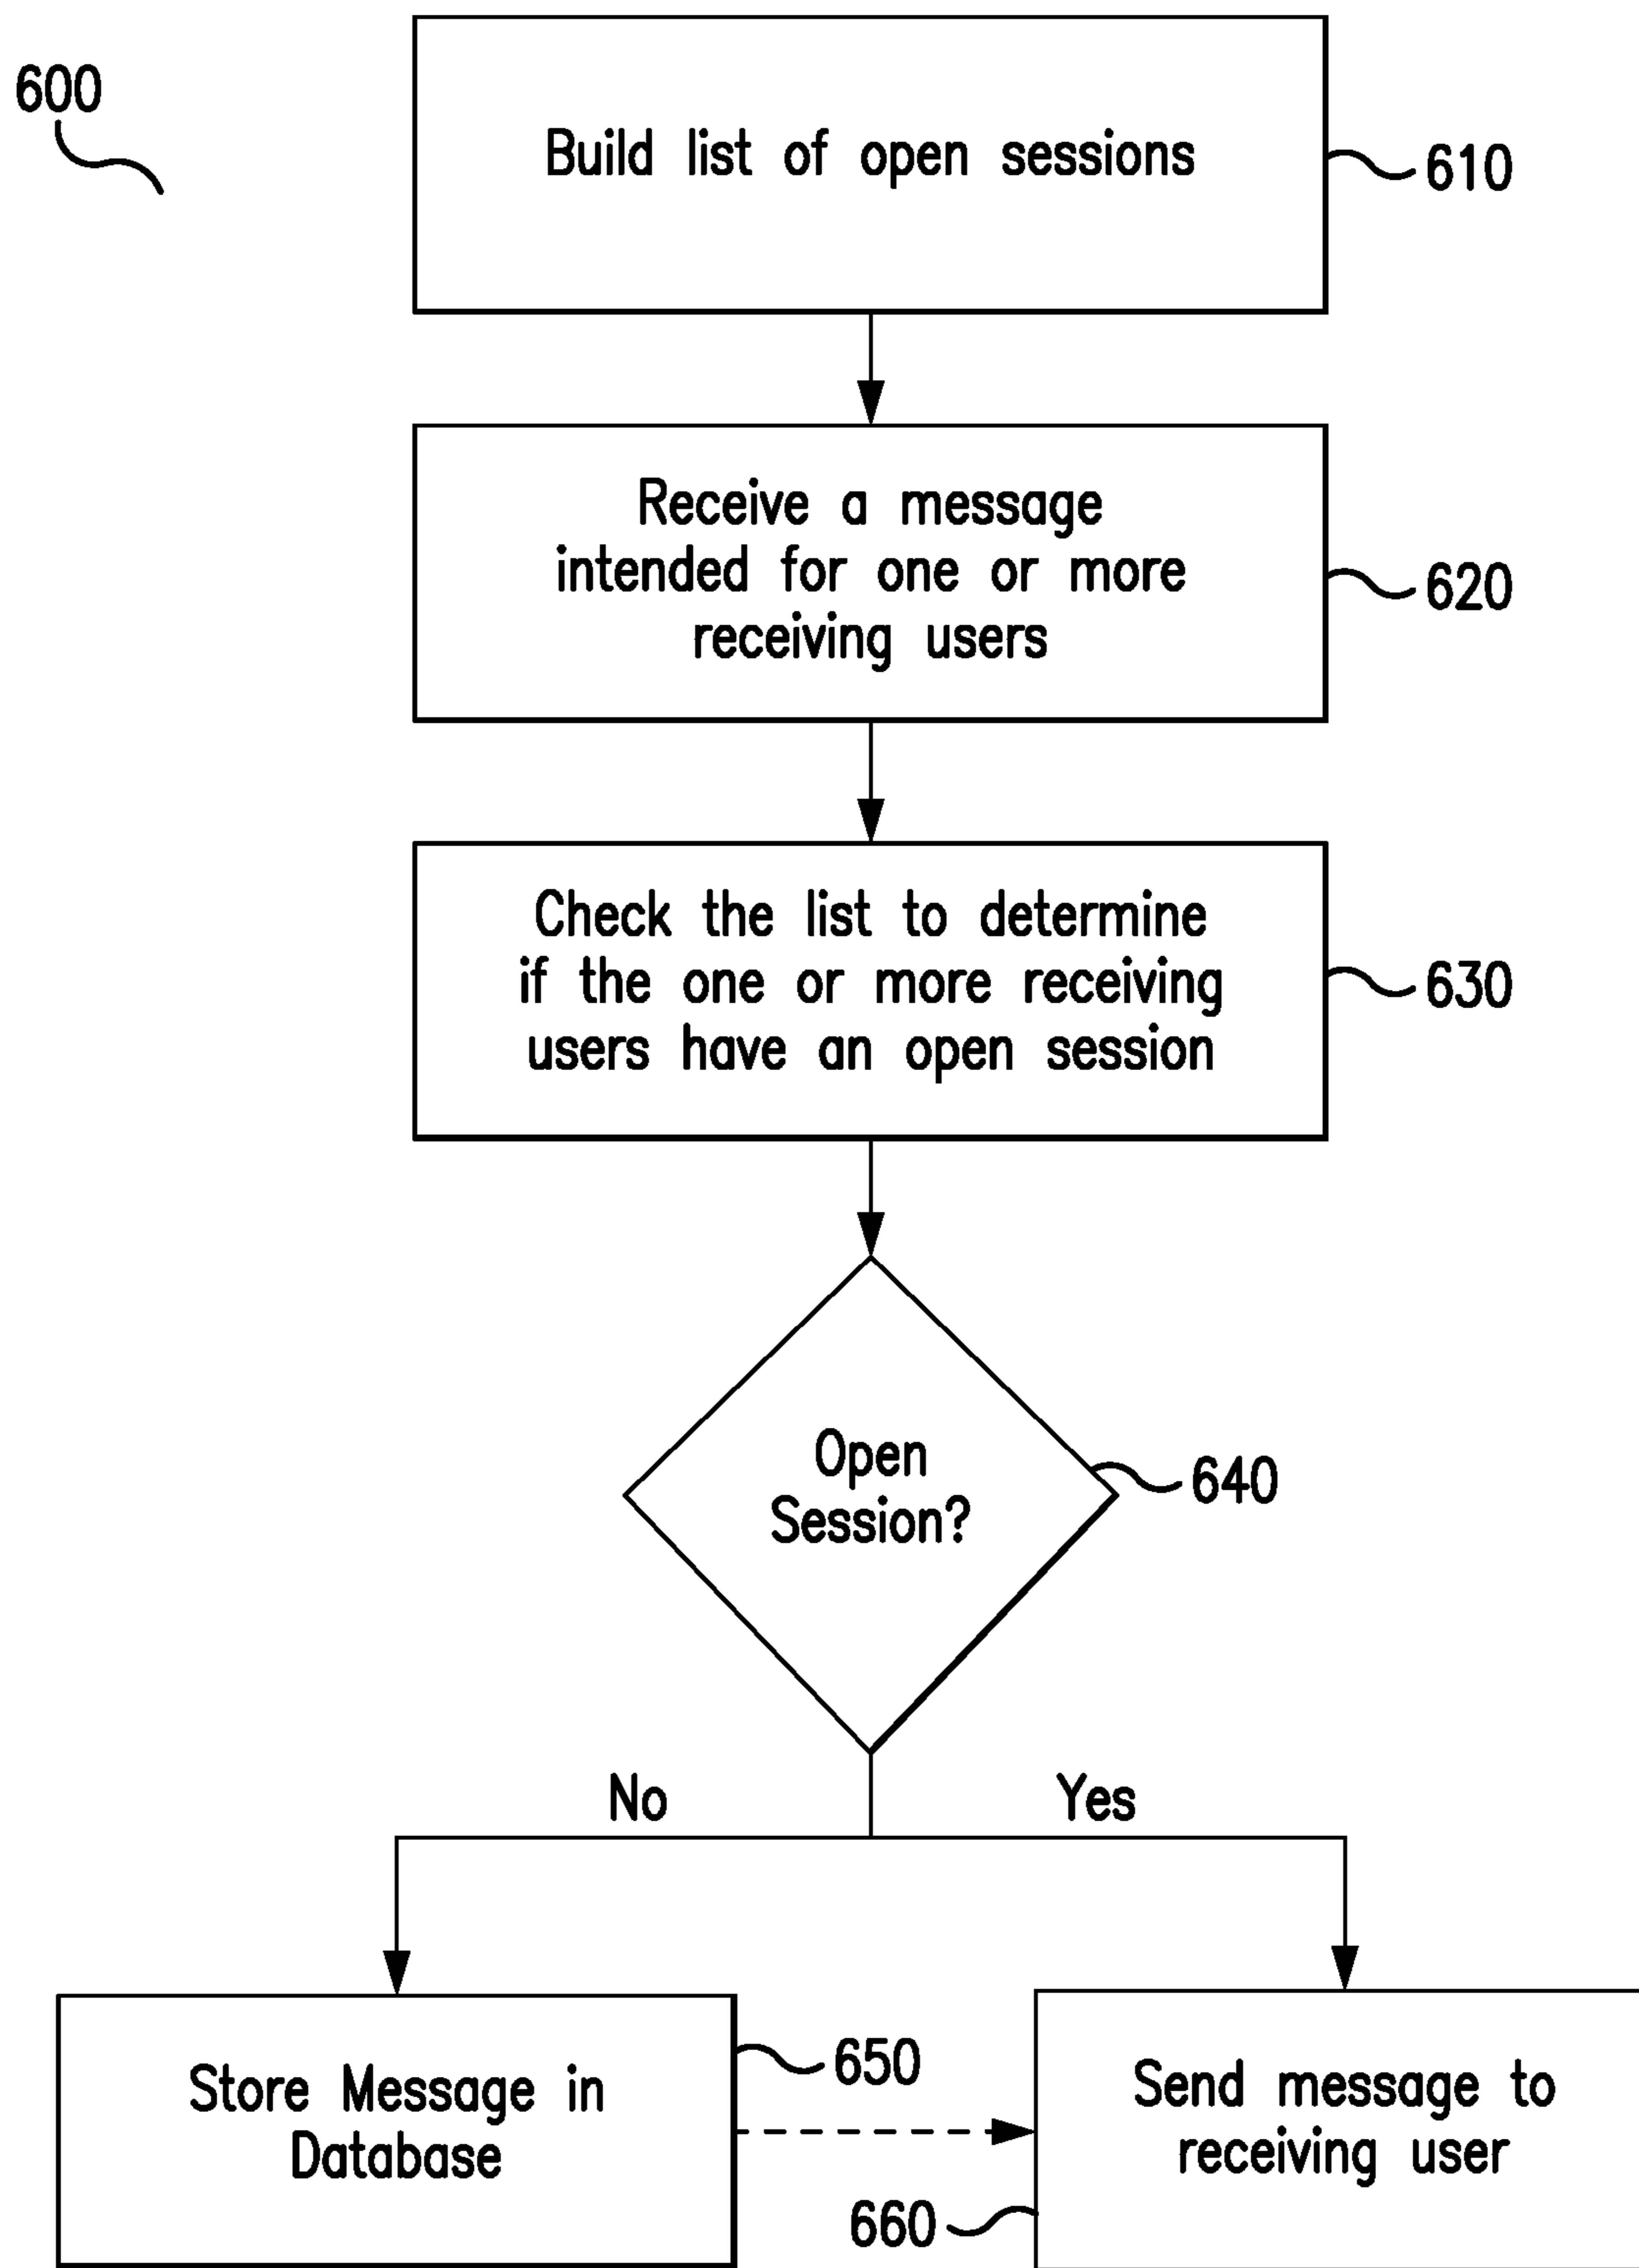 600
Build list of open sessions
610
Receive a message
intended for one or more
receiving users
620
Check the list to determine
if the one or more receiving
users have an open session
630
Open
Session?
640
No
Yes
Store Message in
Database
650
Send message to
receiving user
660